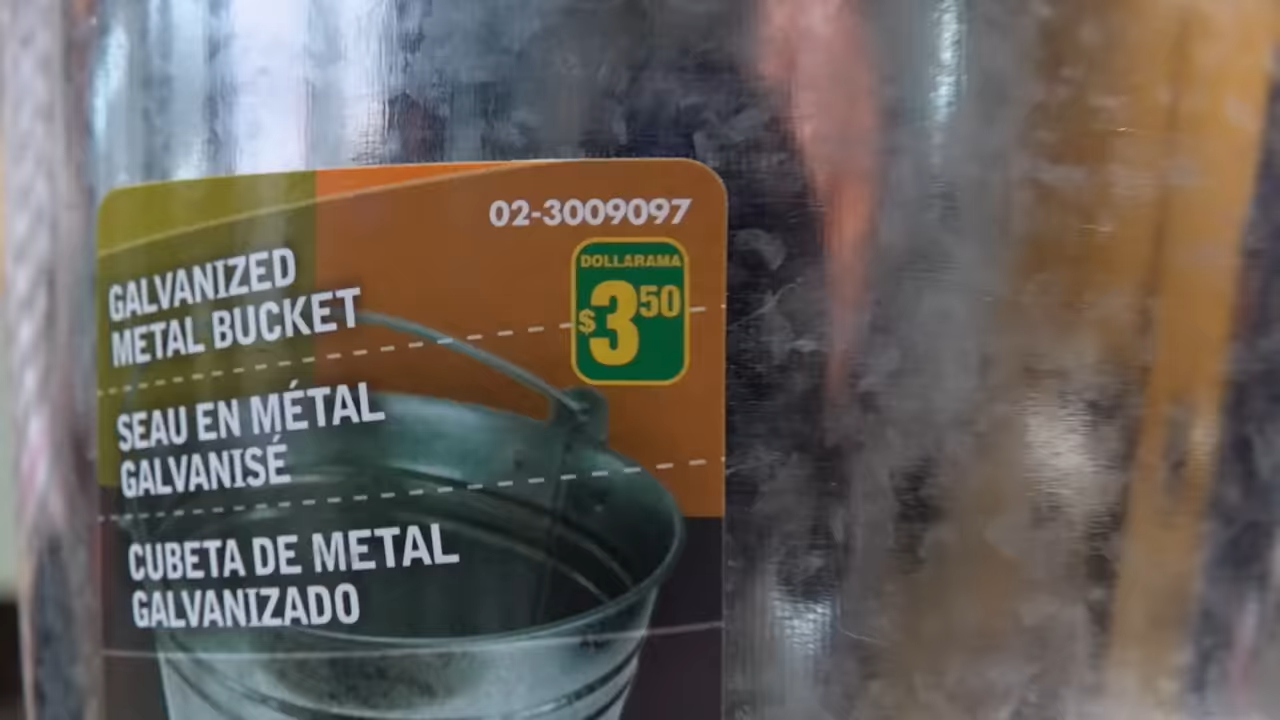 02-3009097
DOLLARAMA
$3.50
GALVANIZED
METAL BUCKET
SEAU EN MÉTAL
GALVANISÉ
CUBETA DE METAL
GALVANIZADO